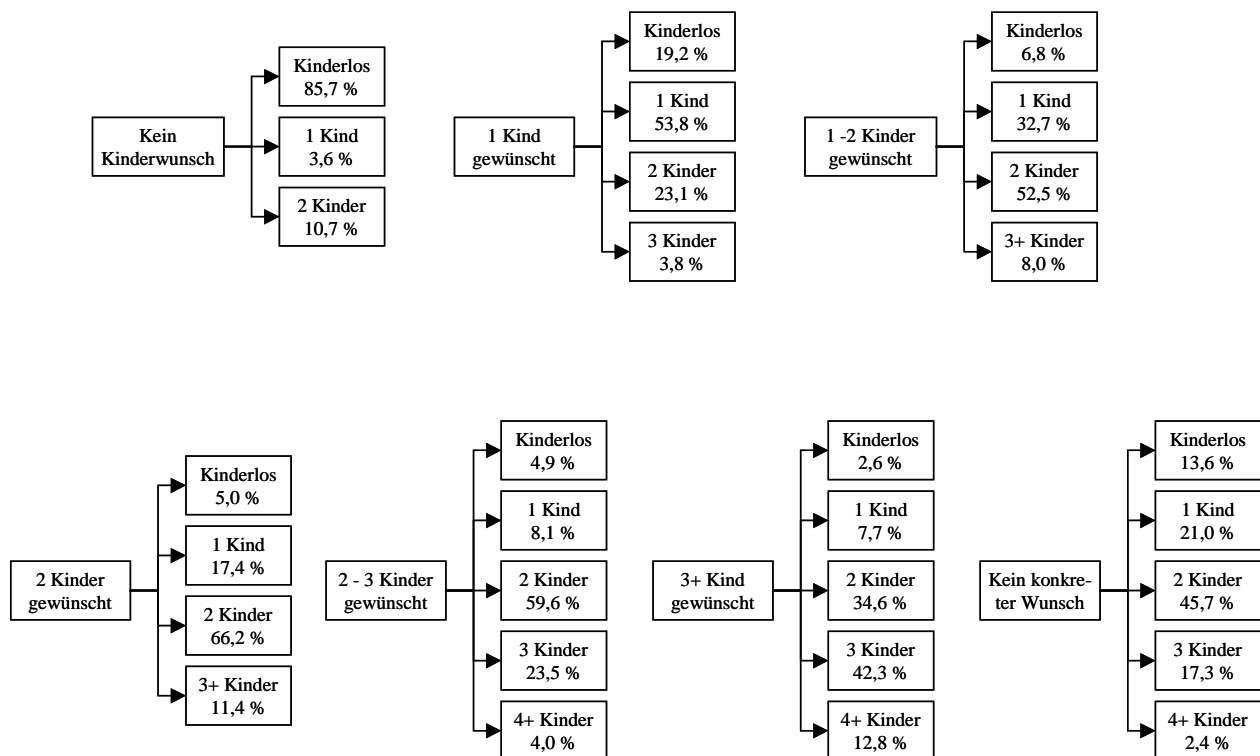 Kein
Kinderwunsch
Kinderlos
85,7 %
1 Kind
3,6 %
2 Kinder
10,7 %
1 Kind
gewünscht
Kinderlos
19,2 %
1 Kind
53,8 %
2 Kinder
23,1 %
3 Kinder
3,8 %
1 -2 Kinder
gewünscht
Kinderlos
6,8 %
1 Kind
32,7 %
2 Kinder
52,5 %
3+ Kinder
8,0 %
2 Kinder
gewünscht
Kinderlos
5,0 %
1 Kind
17,4 %
2 Kinder
66,2 %
3+ Kinder
11,4 %
2 - 3 Kinder
gewünscht
Kinderlos
4,9 %
1 Kind
8,1 %
2 Kinder
59,6 %
3 Kinder
23,5 %
4+ Kinder
4,0 %
3+ Kind
gewünscht
Kinderlos
2,6 %
1 Kind
7,7 %
2 Kinder
34,6 %
3 Kinder
42,3 %
4+ Kinder
12,8 %
Kein konkre-
ter Wunsch
Kinderlos
13,6 %
1 Kind
21,0 %
2 Kinder
45,7 %
3 Kinder
17,3 %
4+ Kinder
2,4 %